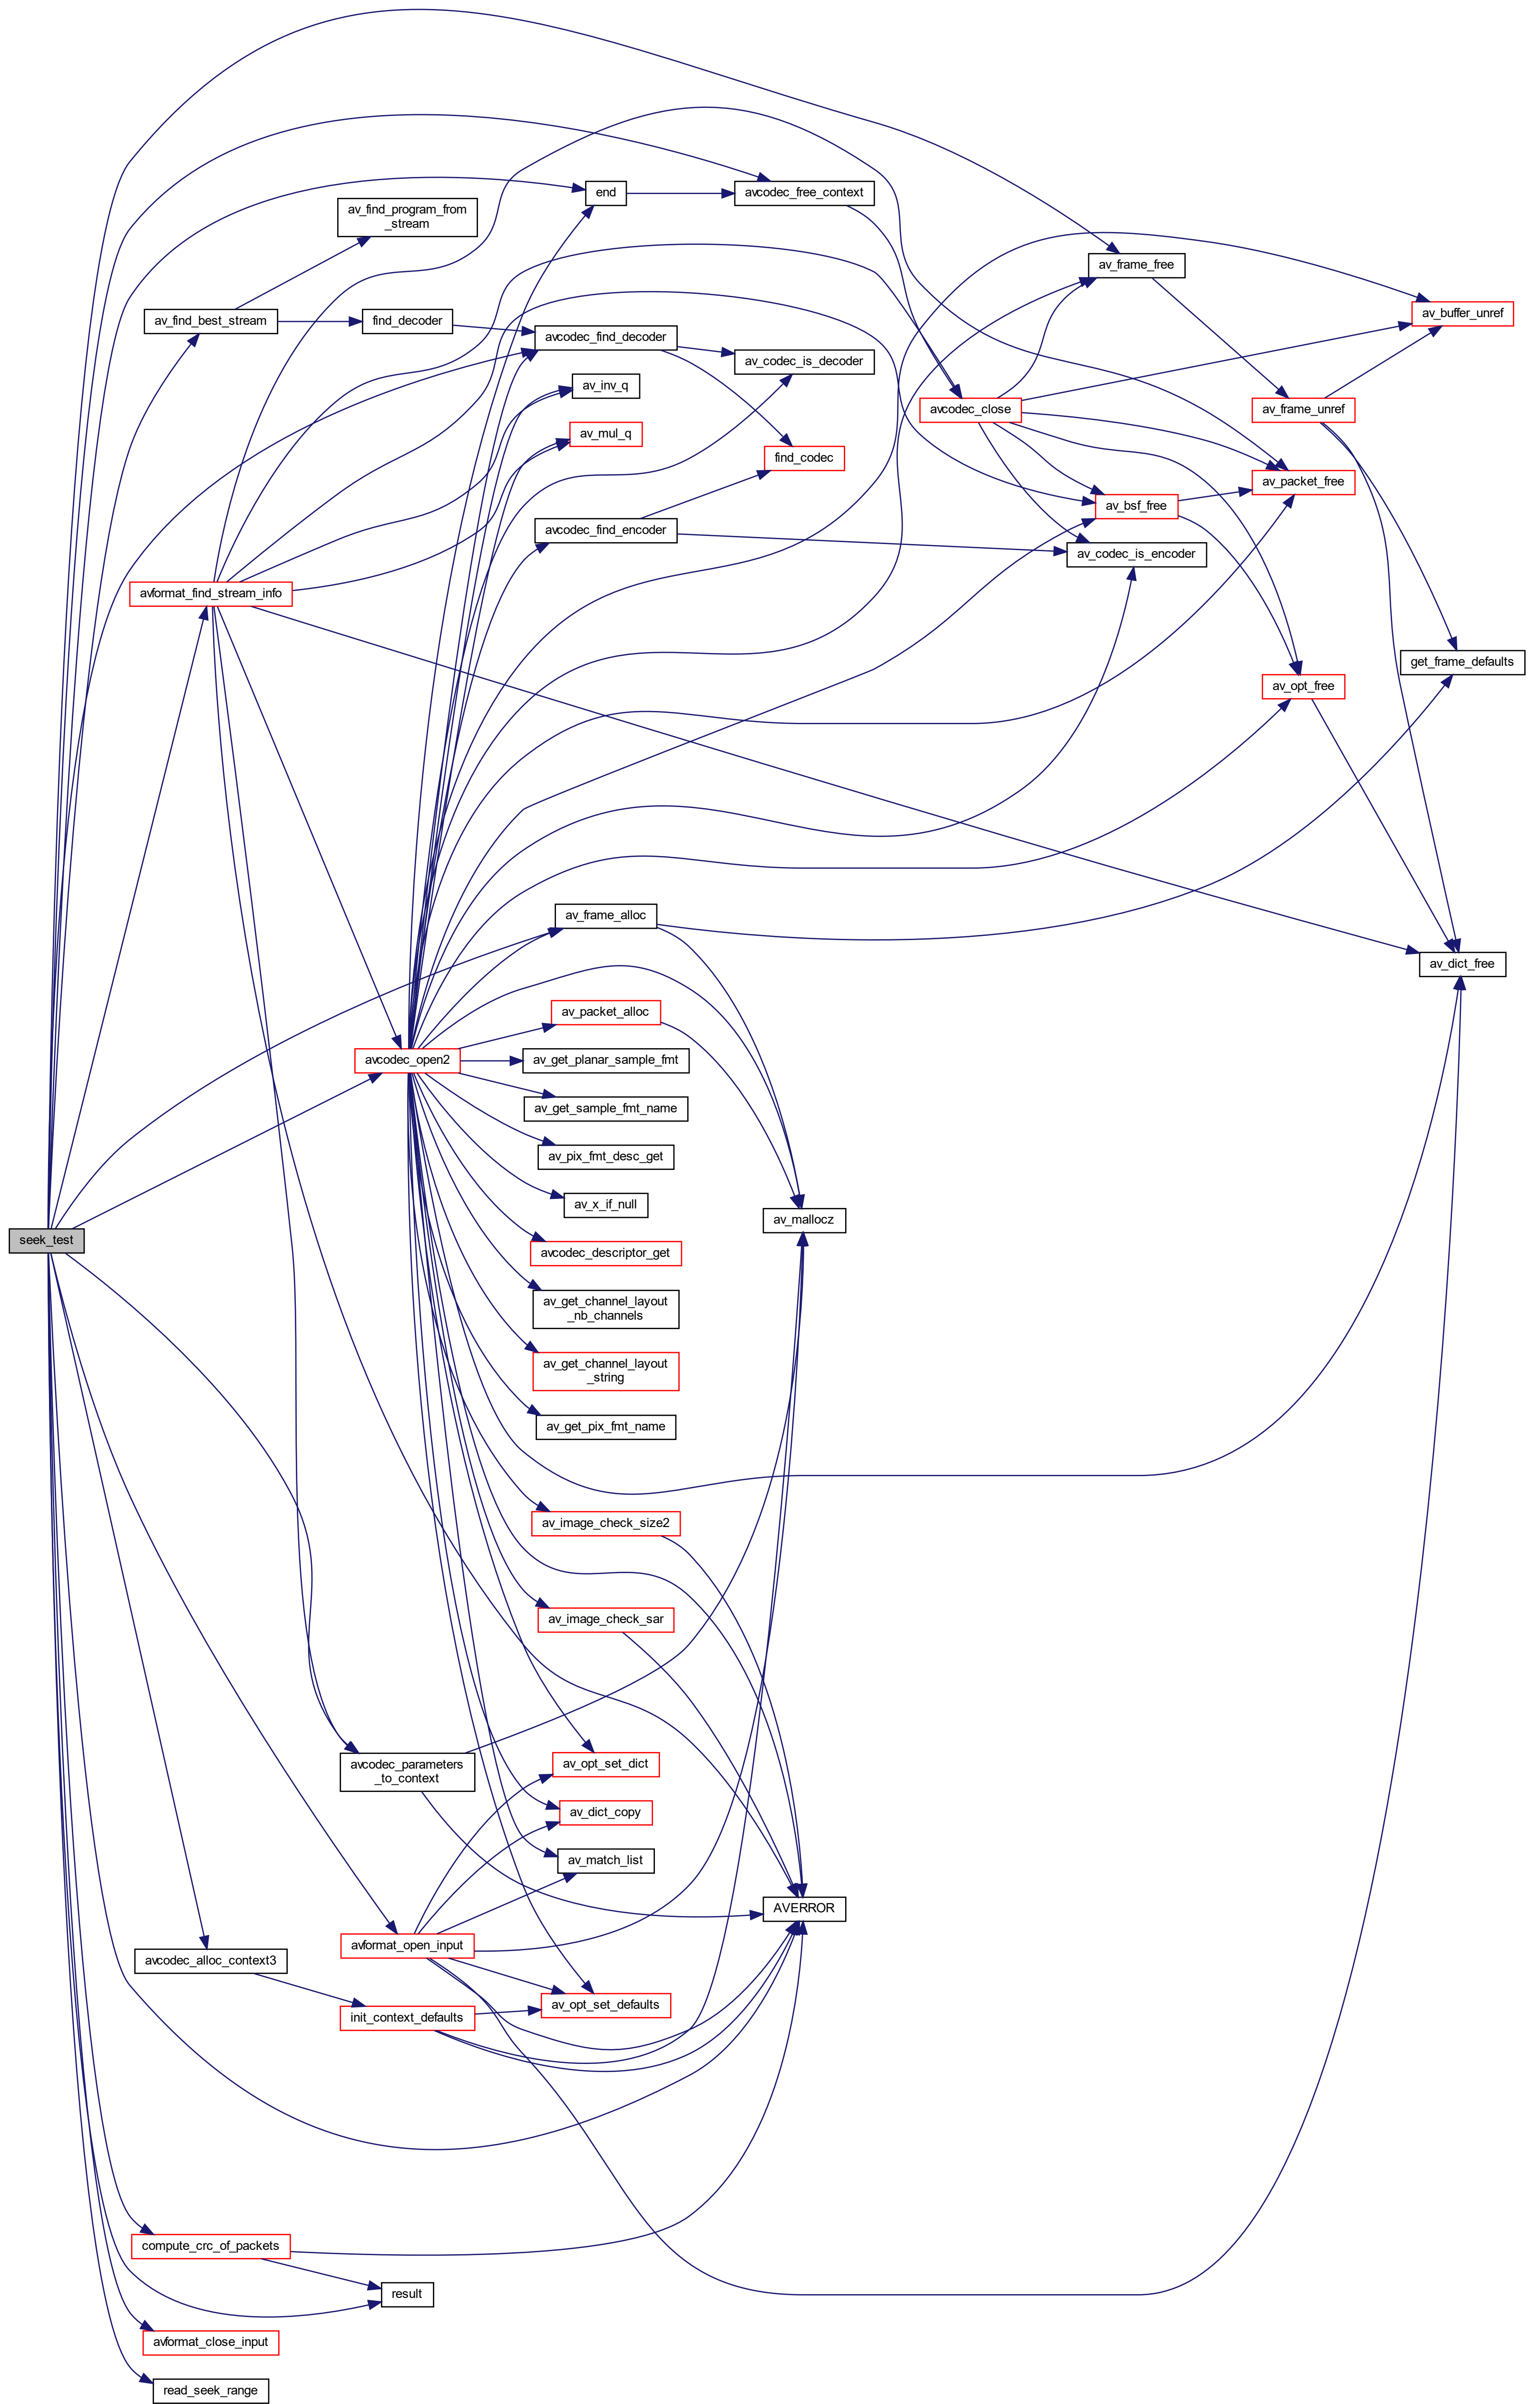 end
avcodec_free_context
av_find_program_from
_stream
av_frame_free
av_find_best_stream
find_decoder
av_buffer_unref
avcodec_find_decoder
av_codec_is_decoder
av_inv_q
avcodec_close
av_frame_unref
av_mul_q
find_codec
av_packet_free
av_bsf_free
avcodec_find_encoder
av_codec_is_encoder
avformat_find_stream_info
get_frame_defaults
av_opt_free
av_frame_alloc
av_dict_free
av_packet_alloc
avcodec_open2
av_get_planar_sample_fmt
av_get_sample_fmt_name
av_pix_fmt_desc_get
av_x_if_null
av_mallocz
seek_test
avcodec_descriptor_get
av_get_channel_layout
_nb_channels
av_get_channel_layout
_string
av_get_pix_fmt_name
av_image_check_size2
av_image_check_sar
avcodec_parameters
_to_context
av_opt_set_dict
av_dict_copy
av_match_list
AVERROR
avformat_open_input
avcodec_alloc_context3
av_opt_set_defaults
init_context_defaults
compute_crc_of_packets
result
avformat_close_input
read_seek_range